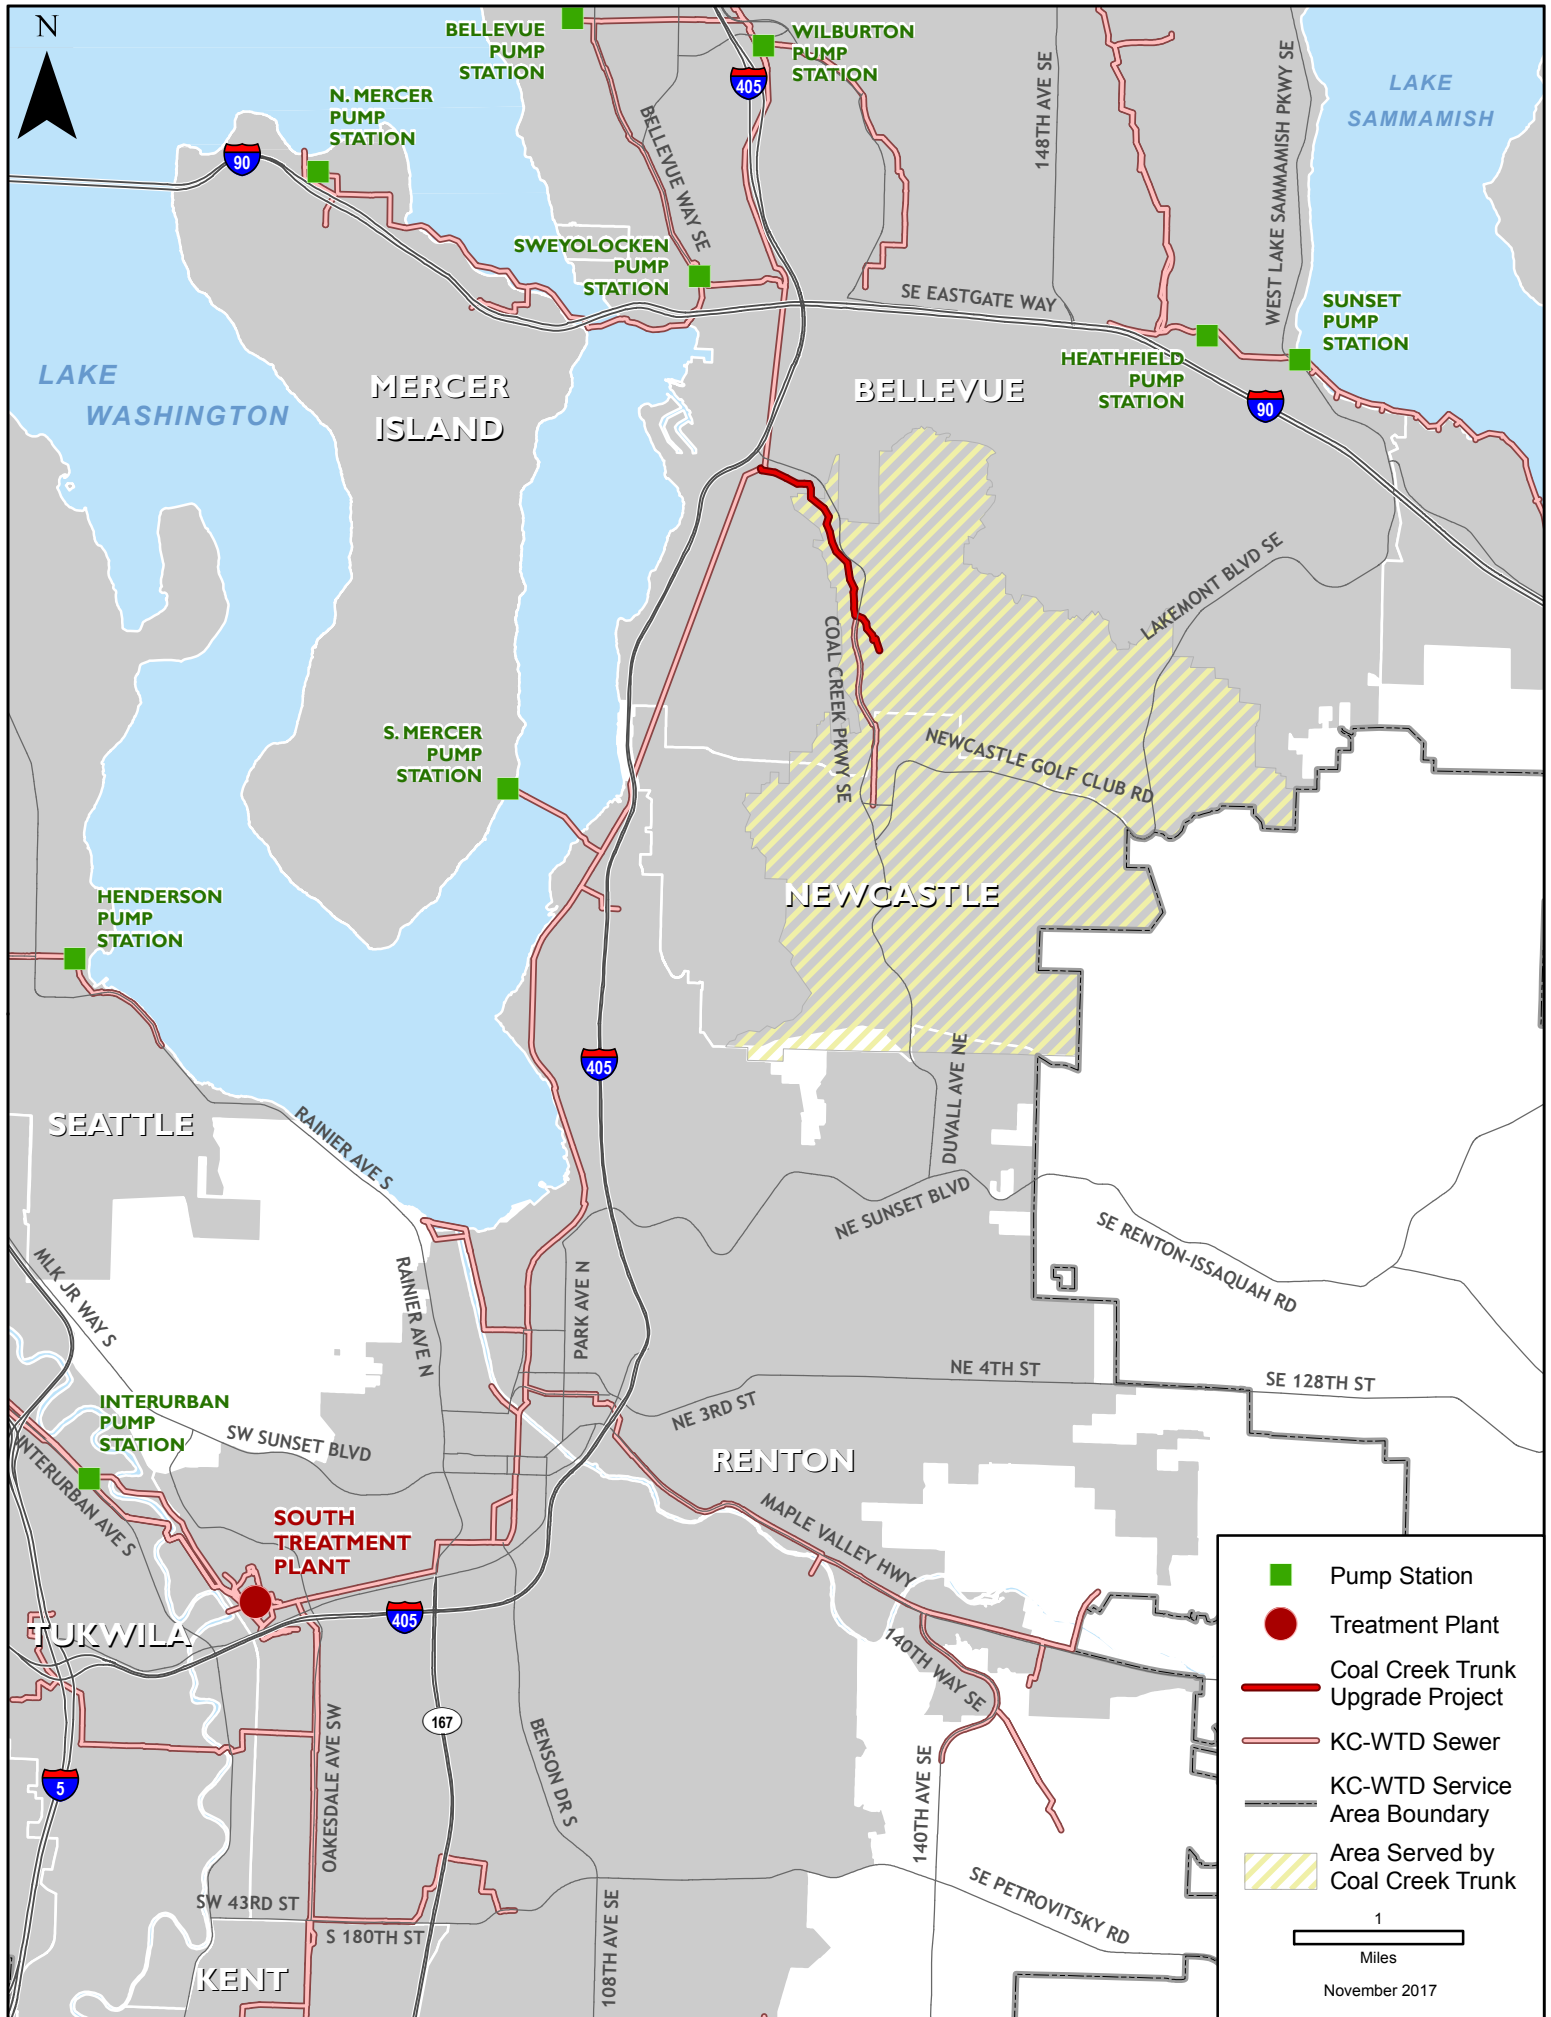 N
BELLEVUE
PUMP
STATION
WILBURTON
PUMP
STATION
405
N. MERCER
PUMP
STATION
90
BELLEVUE WAY SE
148TH AVE SE
WEST LAKE SAMMAMISH PKWY SE
LAKE
SAMMAMISH
SWEYOLOCKEN
PUMP
STATION
SE EASTGATE WAY
SUNSET
PUMP
STATION
HEATHFIELD
PUMP
STATION
90
LAKE
WASHINGTON
MERCER
ISLAND
BELLEVUE
LAKEMONT BLVD SE
COAL CREEK PKWY SE
NEWCASTLE GOLF CLUB RD
S. MERCER
PUMP
STATION
NEWCASTLE
HENDERSON
PUMP
STATION
405
DUVALL AVE NE
SEATTLE
RAINIER AVE S
NE SUNSET BLVD
SE RENTON-ISSAQUAH RD
MLK JR WAY S
RAINIER AVE N
PARK AVE N
NE 4TH ST
SE 128TH ST
NE 3RD ST
INTERURBAN
PUMP
STATION
SW SUNSET BLVD
INTERURBAN AVE S
RENTON
MAPLE VALLEY HWY
SOUTH
TREATMENT
PLANT
TUKWILA
405
140TH WAY SE
167
OAKESDALE AVE SW
BENSON DR S
140TH AVE SE
5
SW 43RD ST
S 180TH ST
108TH AVE SE
SE PETROVITSKY RD
KENT
Pump Station
Treatment Plant
Coal Creek Trunk
Upgrade Project
KC-WTD Sewer
KC-WTD Service
Area Boundary
Area Served by
Coal Creek Trunk
1
Miles
November 2017